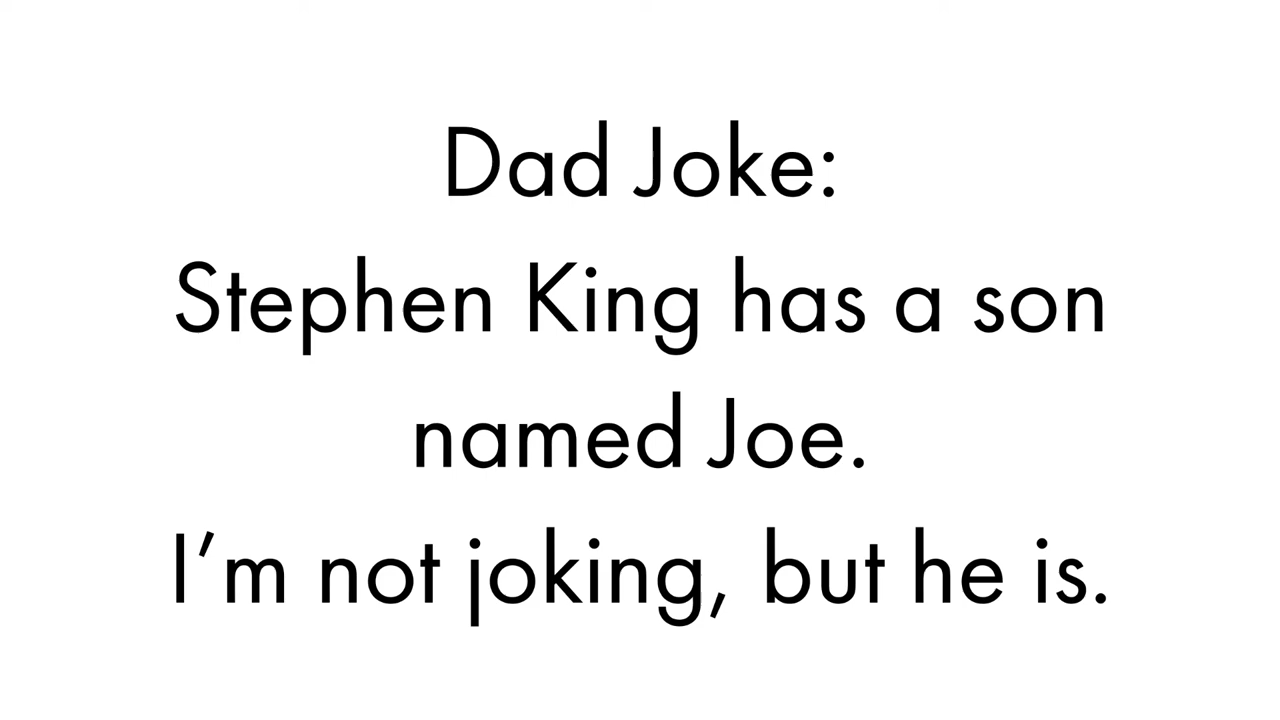 Dad Joke:
Stephen King has a son
named Joe.
I’m not joking, but he is.